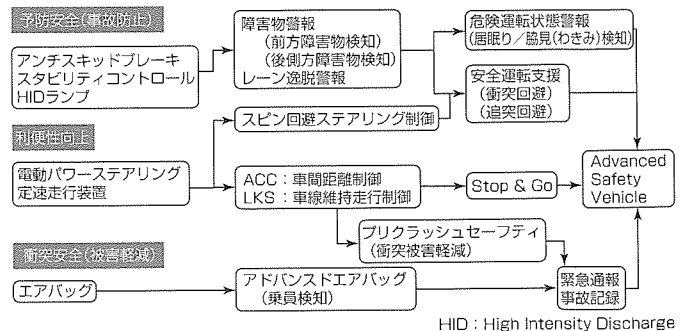 予防安全(事故防止)
アンチスキッドブレーキ
スタビリティコントロール
HIDランプ
障害物警報
(前方障害物検知)
(後側方障害物検知)
レーン逸脱警報
危険運転状態警報
(居眠り/脇見(わきみ)検知)
安全運転支援
(衝突回避)
(追突回避)
スピン回避ステアリング制御
利便性向上
電動パワーステアリング
定速走行装置
ACC:車間距離制御
LKS:車線維持走行制御
Stop & Go
Advanced
Safety
Vehicle
プリクラッシュセーフティ
(衝突被害軽減)
衝突安全(被害軽減)
エアバッグ
アドバンスドエアバッグ
(乗員検知)
緊急通報
事故記録
HID:High Intensity Discharge